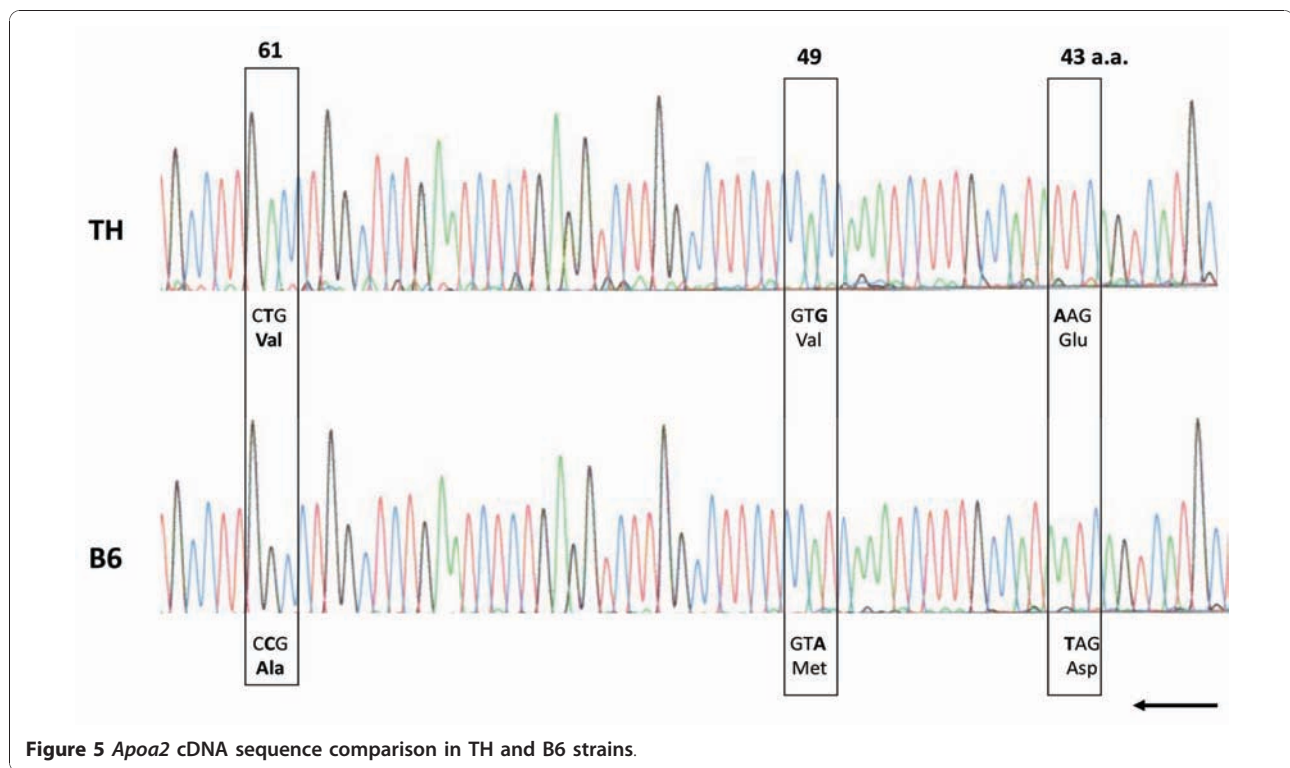 61 49 43 a.a.
TH
CTG GTG AAG
Val Val Glu
B6
CCG GTA TAG
Ala Met Asp
Figure 5 Apoa2 cDNA sequence comparison in TH and B6 strains.